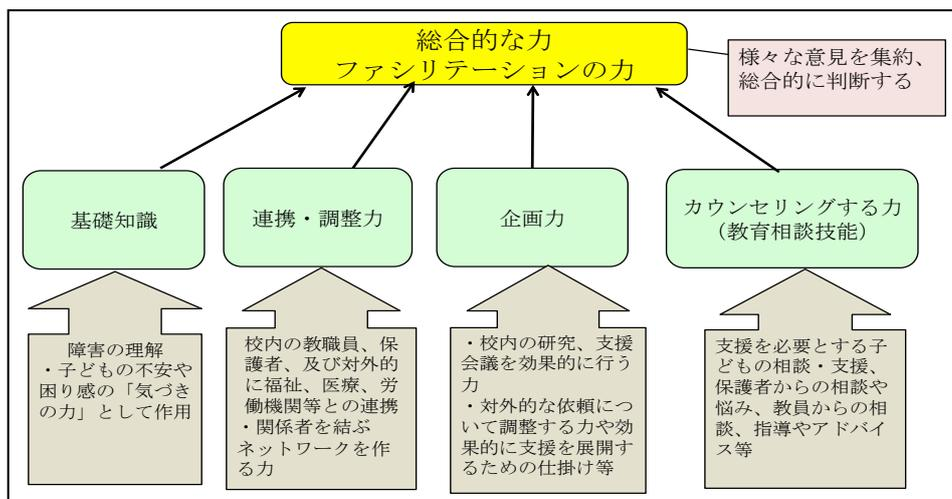 総合的な力
ファシリテーションの力
様々な意見を集約、
総合的に判断する
基礎知識
連携・調整力
企画力
カウンセリングする力
（教育相談技能）
障害の理解
・子どもの不安や
困り感の「気づき
の力」として作用
校内の教職員、保
護者、及び対外的
に福祉、医療、労
働機関等との連携
・関係者を結ぶ
ネットワークを作
る力
・校内の研究、支援
会議を効果的に行う
力
・対外的な依頼につい
て調整する力や効
果的に支援を展開す
るための仕掛け等
支援を必要とする子
どもの相談・支援、
保護者からの相談や
悩み、教員からの相
談、指導やアドバイ
ス等